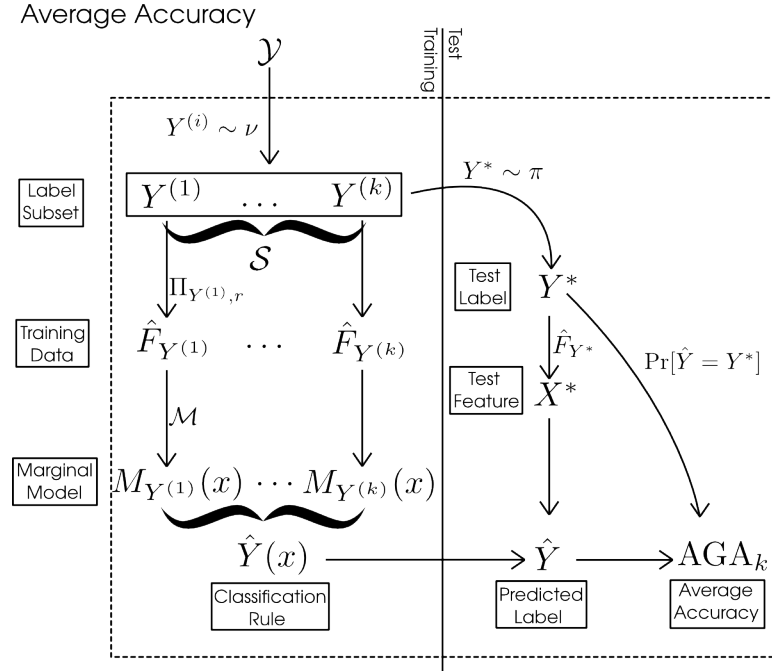 Average Accuracy
Training
Test
𝒴
Y^{(i)} ∼ ν
Label
Subset
Y^{(1)} … Y^{(k)}
Y^* ∼ π
𝒮
Test
Label
Y^*
Π_{Y^{(1)},r}
Training
Data
F̂_{Y^{(1)}} … F̂_{Y^{(k)}}
F̂_{Y^*}
Pr[Ŷ = Y^*]
Test
Feature
X^*
ℳ
Marginal
Model
M_{Y^{(1)}}(x) ⋯ M_{Y^{(k)}}(x)
Ŷ(x)
Ŷ
AGA_k
Classification
Rule
Predicted
Label
Average
Accuracy